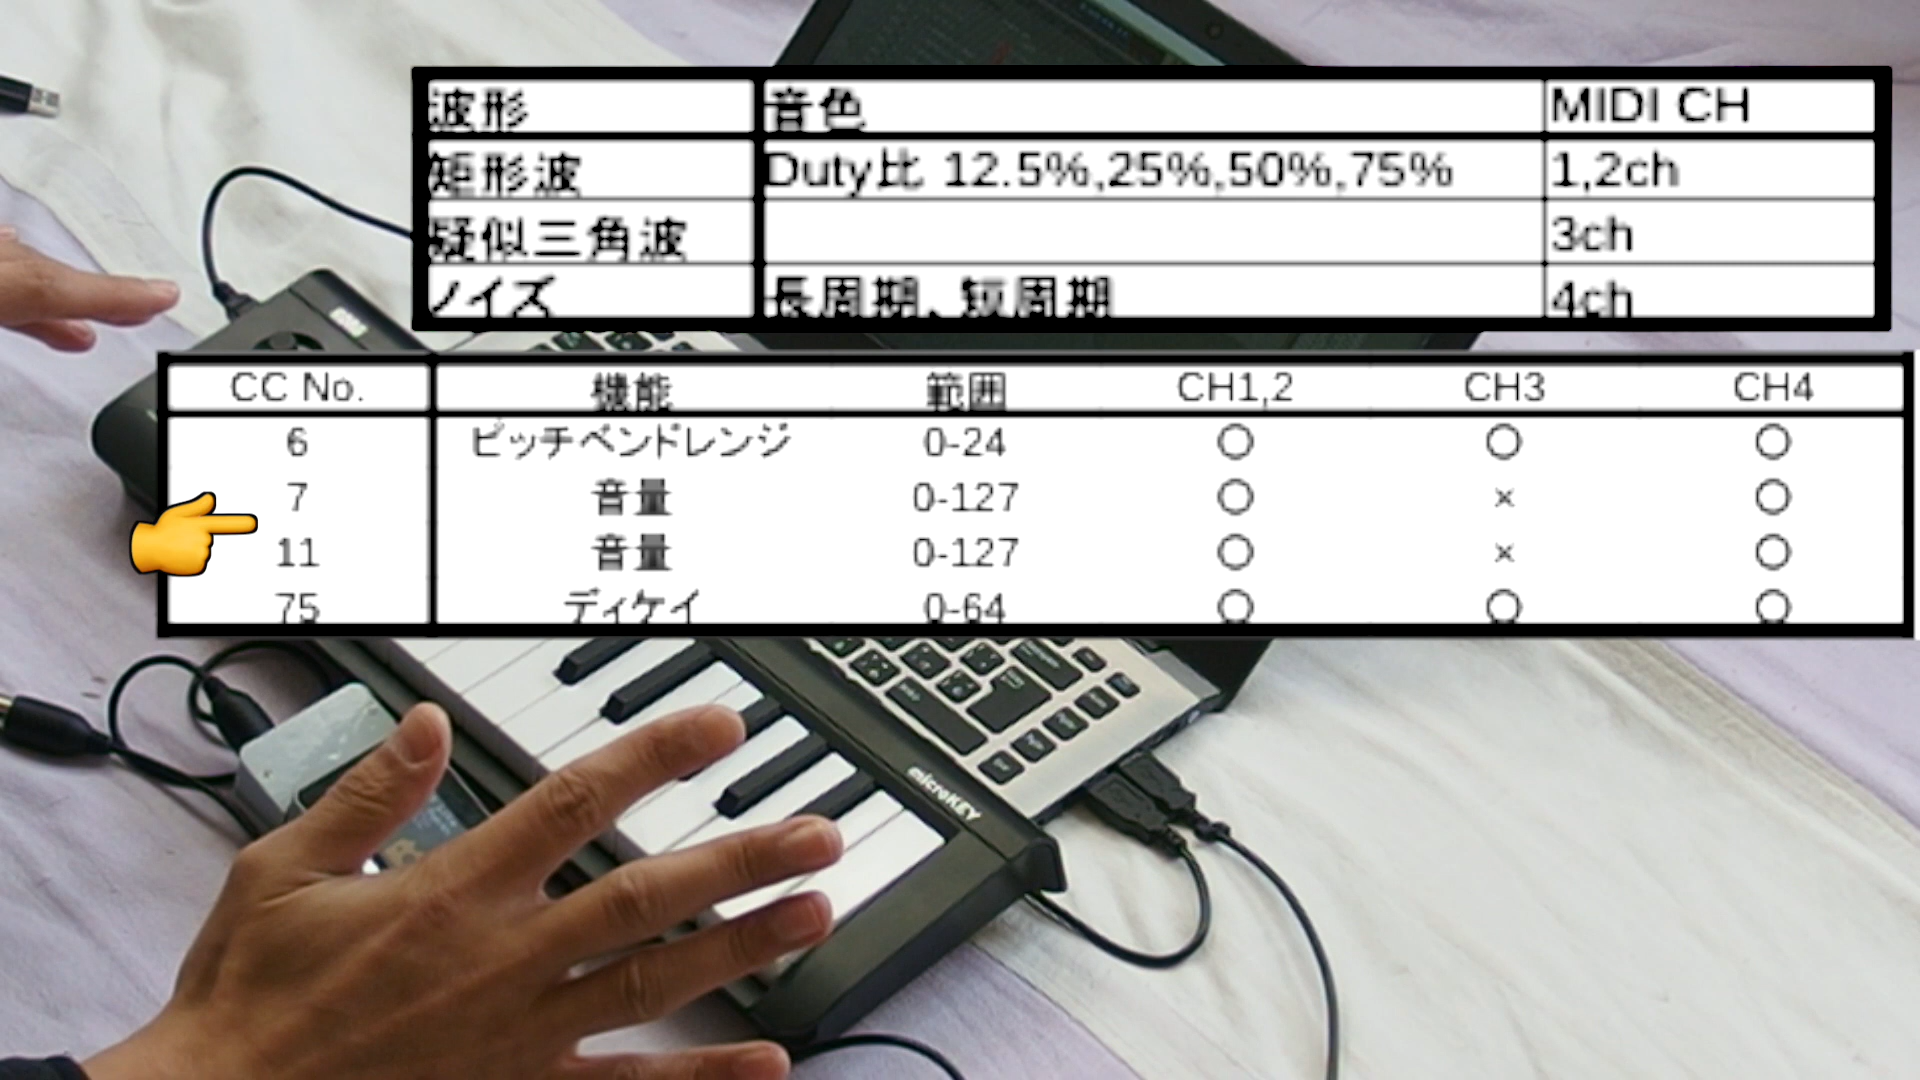 波形 音色 MIDI CH
矩形波 Duty比 12.5%,25%,50%,75% 1,2ch
疑似三角波 3ch
ノイズ 長周期、短周期 4ch
CC No. 機能 範囲 CH1,2 CH3 CH4
6 ピッチベンドレンジ 0-24 ○ ○ ○
7 音量 0-127 ○ × ○
11 音量 0-127 ○ × ○
75 ディケイ 0-64 ○ ○ ○
microKEY